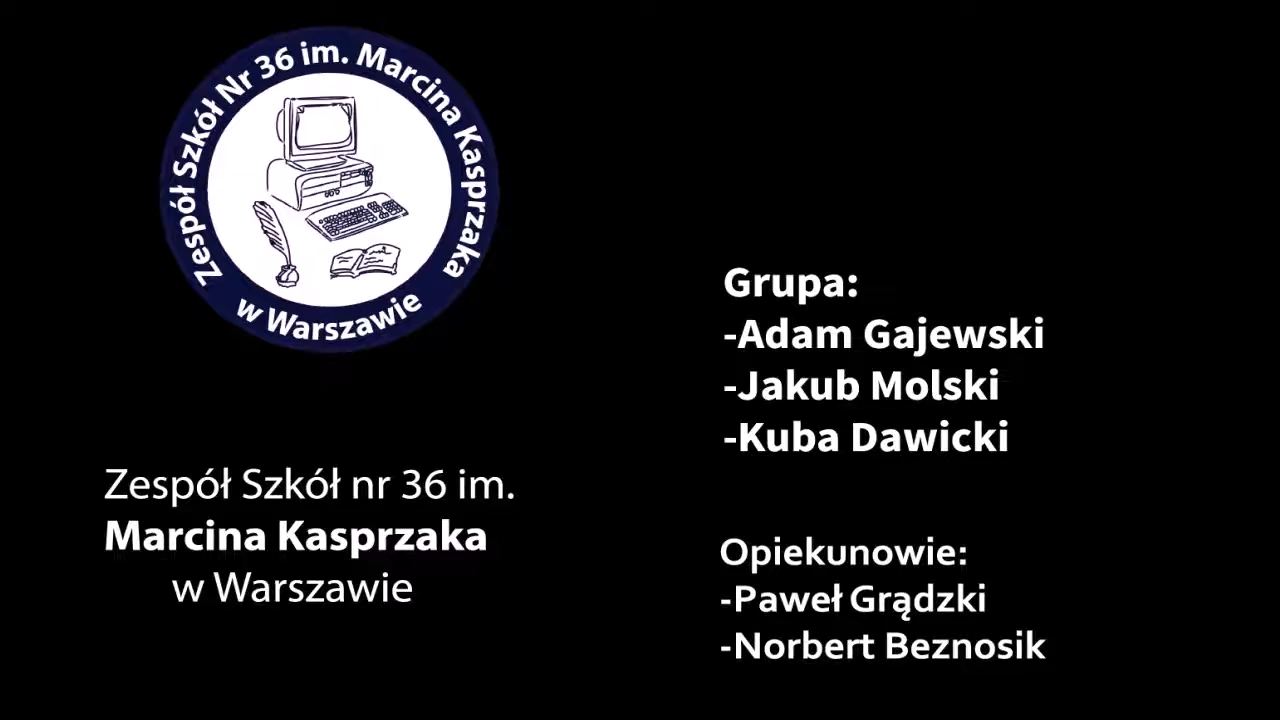 Zespół Szkół Nr 36 im. Marcina Kasprzaka
w Warszawie
Zespół Szkół nr 36 im.
Marcina Kasprzaka
w Warszawie
Grupa:
-Adam Gajewski
-Jakub Molski
-Kuba Dawicki
Opiekunowie:
-Paweł Grądzki
-Norbert Beznosik